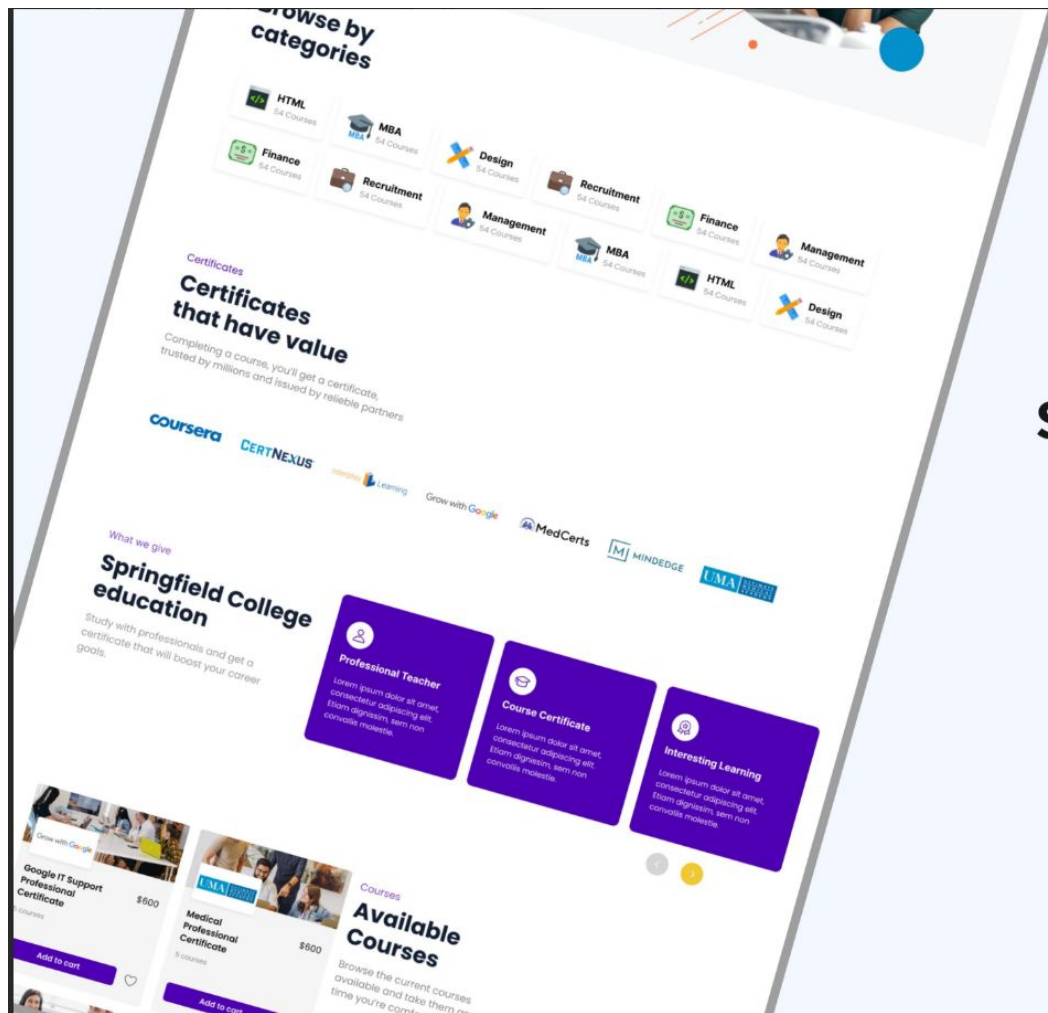 Browse by
categories
HTML
54 Courses
MBA
54 Courses
Design
54 Courses
Recruitment
54 Courses
Finance
54 Courses
Management
54 Courses
Finance
54 Courses
Recruitment
54 Courses
Management
54 Courses
MBA
54 Courses
HTML
54 Courses
Design
54 Courses
Certificates
Certificates
that have value
Completing a course, you'll get a certificate,
trusted by millions and issued by relieble partners
coursera
CERTNEXUS
Learning
Grow with Google
MedCerts
M MINDEDGE
UMA ULTIMATE
MEDICAL
ACADEMY
What we give
Springfield College
education
Study with professionals and get a
certificate that will boost your career
goals.
Professional Teacher
Lorem ipsum dolor sit amet,
consectetur adipiscing elit.
Etiam dignissim, sem non
convallis molestie.
Course Certificate
Lorem ipsum dolor sit amet,
consectetur adipiscing elit.
Etiam dignissim, sem non
convallis molestie.
Interesting Learning
Lorem ipsum dolor sit amet,
consectetur adipiscing elit.
Etiam dignissim, sem non
convallis molestie.
Grow with Google
Google IT Support
Professional
Certificate
$600
courses
Add to cart
UMA
Medical
Professional
Certificate
$600
5 courses
Add to cart
Courses
Available
Courses
Browse the current courses
available and take them
time you're
S